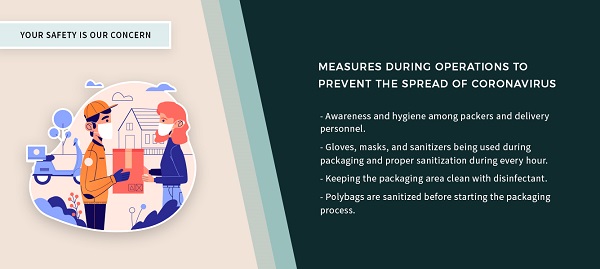 YOUR SAFETY IS OUR CONCERN
MEASURES DURING OPERATIONS TO
PREVENT THE SPREAD OF CORONAVIRUS
- Awareness and hygiene among packers and delivery
personnel.
- Gloves, masks, and sanitizers being used during
packaging and proper sanitization during every hour.
- Keeping the packaging area clean with disinfectant.
- Polybags are sanitized before starting the packaging
process.